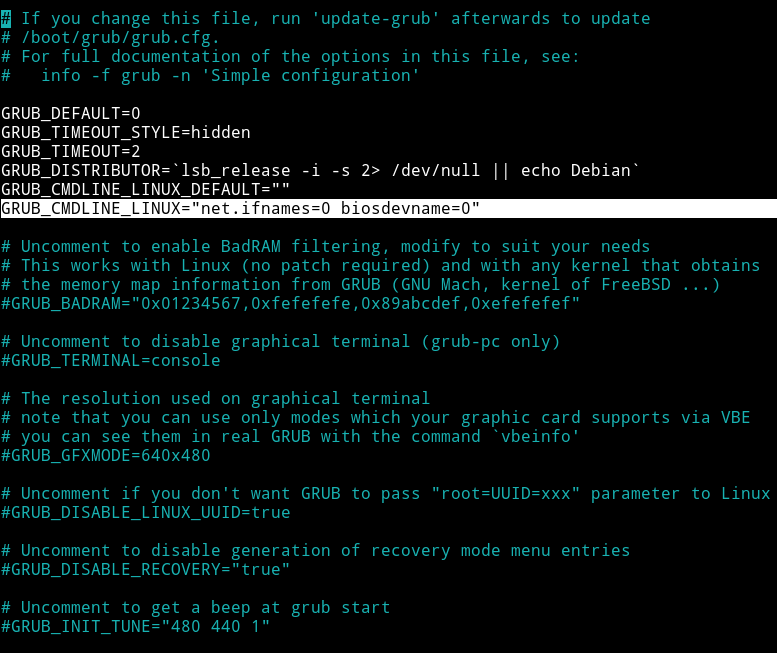 # If you change this file, run 'update-grub' afterwards to update
# /boot/grub/grub.cfg.
# For full documentation of the options in this file, see:
#   info -f grub -n 'Simple configuration'
GRUB_DEFAULT=0
GRUB_TIMEOUT_STYLE=hidden
GRUB_TIMEOUT=2
GRUB_DISTRIBUTOR=`lsb_release -i -s 2> /dev/null || echo Debian`
GRUB_CMDLINE_LINUX_DEFAULT=""
GRUB_CMDLINE_LINUX="net.ifnames=0 biosdevname=0"
# Uncomment to enable BadRAM filtering, modify to suit your needs
# This works with Linux (no patch required) and with any kernel that obtains
# the memory map information from GRUB (GNU Mach, kernel of FreeBSD ...)
#GRUB_BADRAM="0x01234567,0xfefefefe,0x89abcdef,0xefefefef"
# Uncomment to disable graphical terminal (grub-pc only)
#GRUB_TERMINAL=console
# The resolution used on graphical terminal
# note that you can use only modes which your graphic card supports via VBE
# you can see them in real GRUB with the command `vbeinfo'
#GRUB_GFXMODE=640x480
# Uncomment if you don't want GRUB to pass "root=UUID=xxx" parameter to Linux
#GRUB_DISABLE_LINUX_UUID=true
# Uncomment to disable generation of recovery mode menu entries
#GRUB_DISABLE_RECOVERY="true"
# Uncomment to get a beep at grub start
#GRUB_INIT_TUNE="480 440 1"